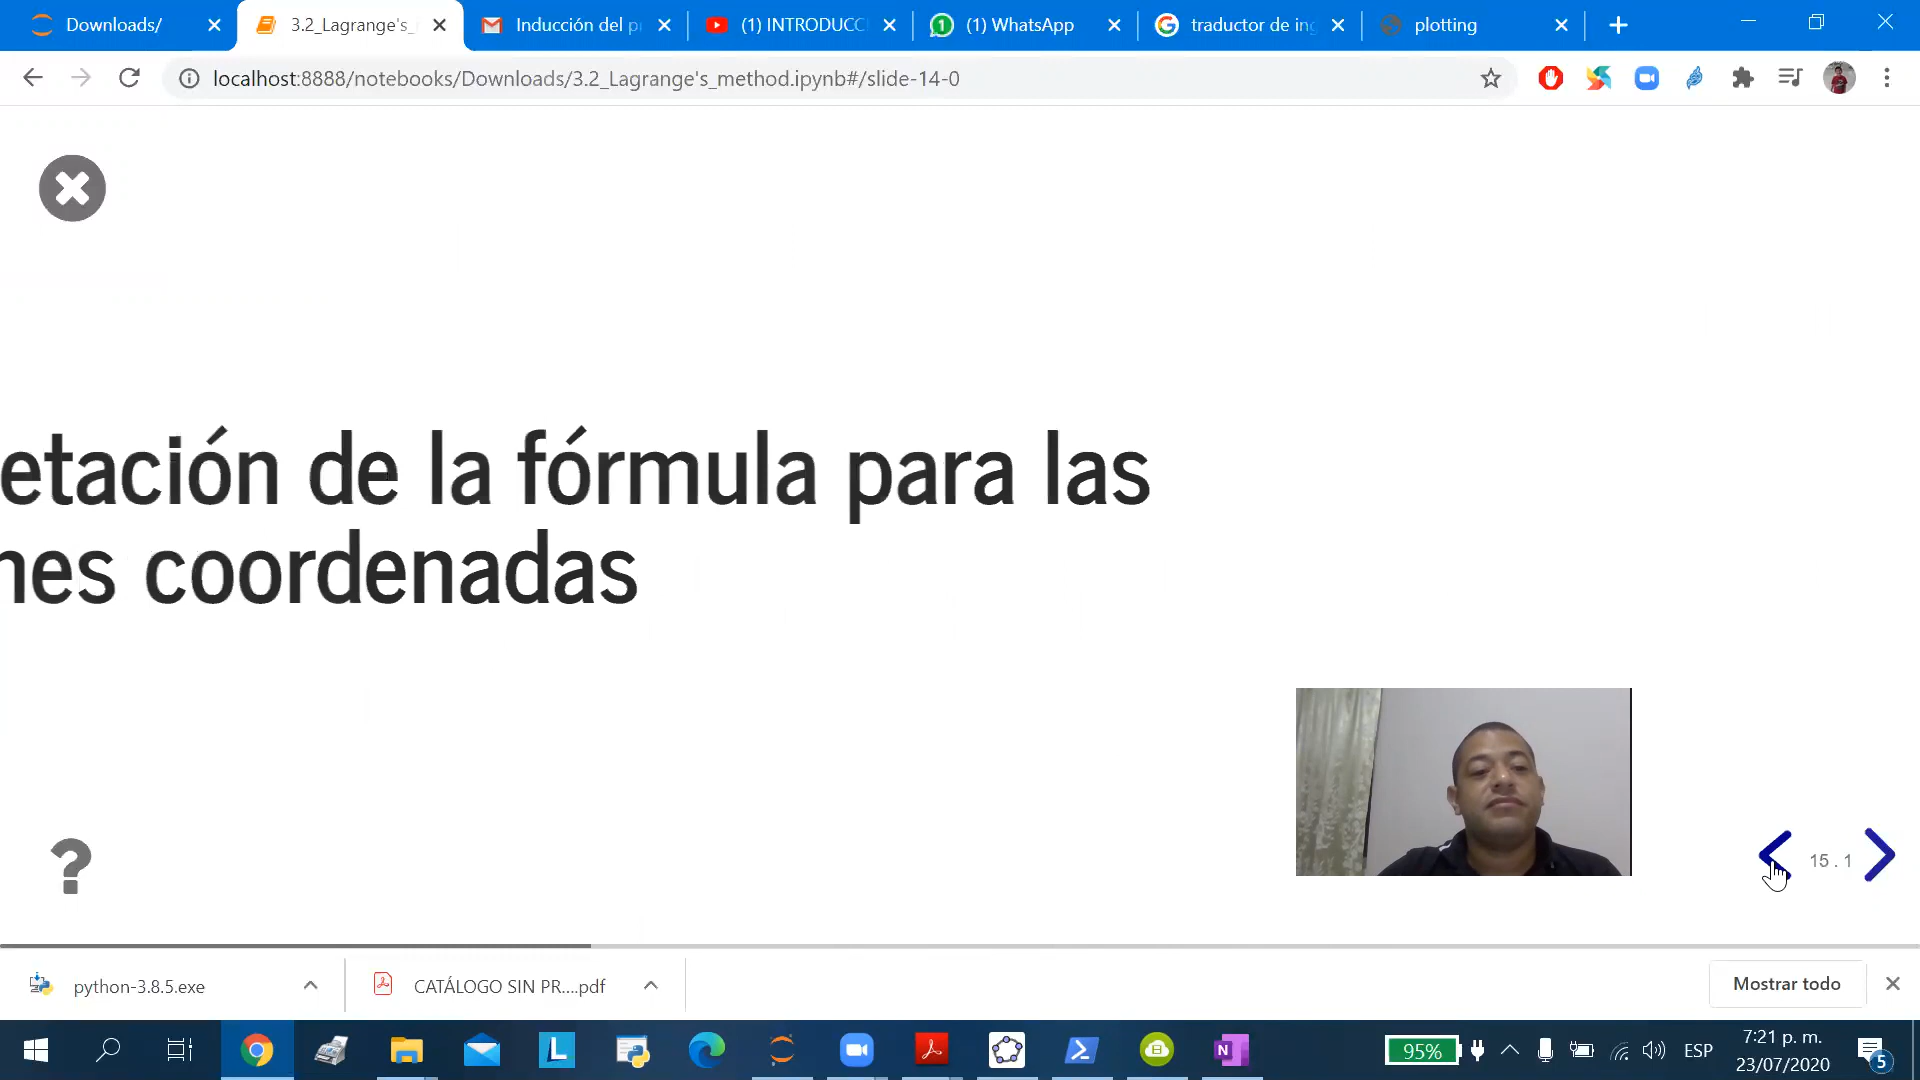 Downloads/
3.2_Lagrange's_
Inducción del p
(1) INTRODUCC
(1) WhatsApp
traductor de in
plotting
localhost:8888/notebooks/Downloads/3.2_Lagrange's_method.ipynb#/slide-14-0
etación de la fórmula para las
nes coordenadas
?
15.1
python-3.8.5.exe
CATÁLOGO SIN PR....pdf
Mostrar todo
95%
ESP
7:21 p. m.
23/07/2020
5